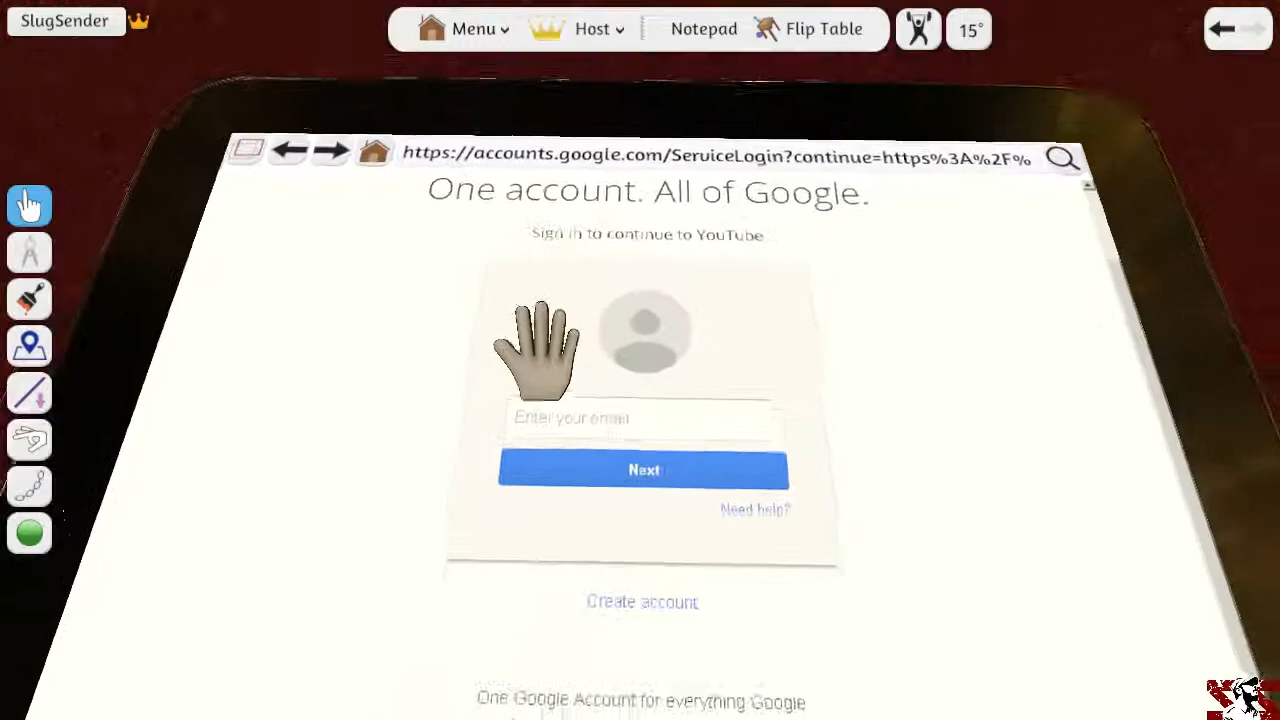 SlugSender
Menu
Host
Notepad
Flip Table
15°
https://accounts.google.com/ServiceLogin?continue=https%3A%2F%
One account. All of Google.
Sign in to continue to YouTube
Enter your email
Next
Need help?
Create account
One Google Account for everything Google